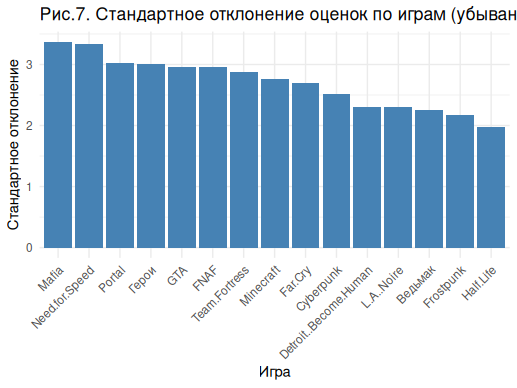 Рис.7. Стандартное отклонение оценок по играм (убыван
Стандартное отклонение
3
2
1
0
Mafia
Need.for.Speed
Portal
Герои
GTA
FNAF
Team.Fortress
Minecraft
Far.Cry
Cyberpunk
Detroit..Become.Human
L.A..Noire
Ведьмак
Frostpunk
Half.Life
Игра